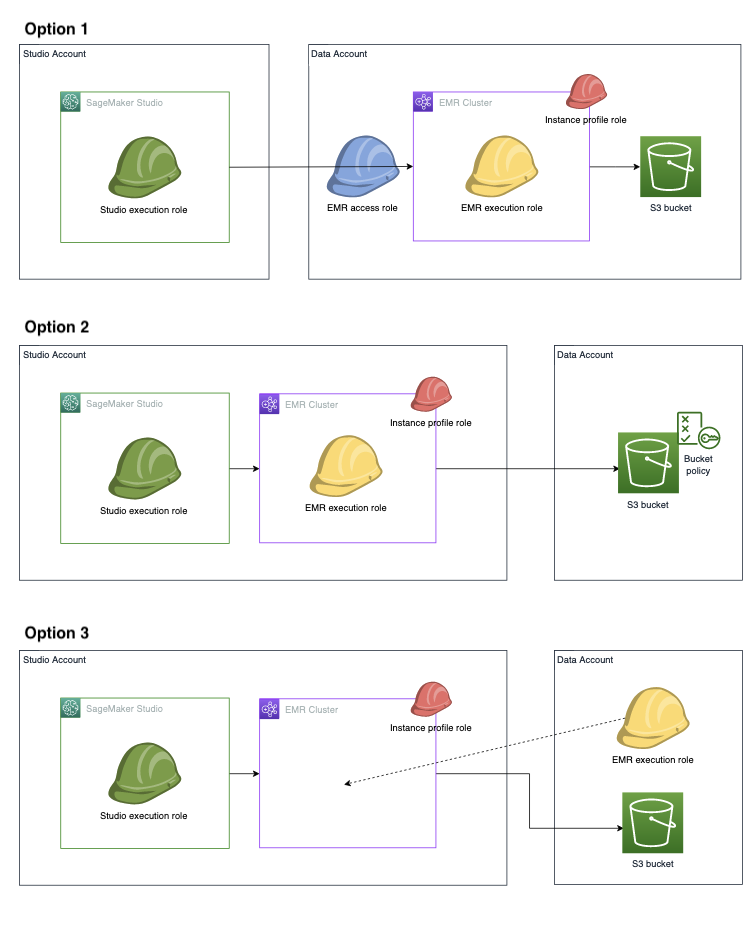 Option 1
Studio Account
Data Account
SageMaker Studio
EMR Cluster
Instance profile role
Studio execution role
EMR access role
EMR execution role
S3 bucket
Option 2
Studio Account
Data Account
SageMaker Studio
EMR Cluster
Instance profile role
Bucket
policy
Studio execution role
EMR execution role
S3 bucket
Option 3
Studio Account
Data Account
SageMaker Studio
EMR Cluster
Instance profile role
EMR execution role
Studio execution role
S3 bucket